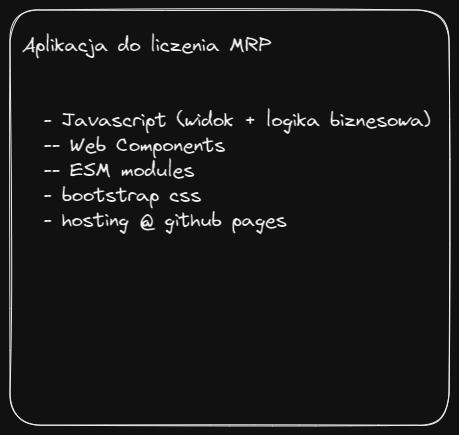 Aplikacja do liczenia MRP
- Javascript (widok + logika biznesowa)
-- Web Components
-- ESM modules
- bootstrap css
- hosting @ github pages